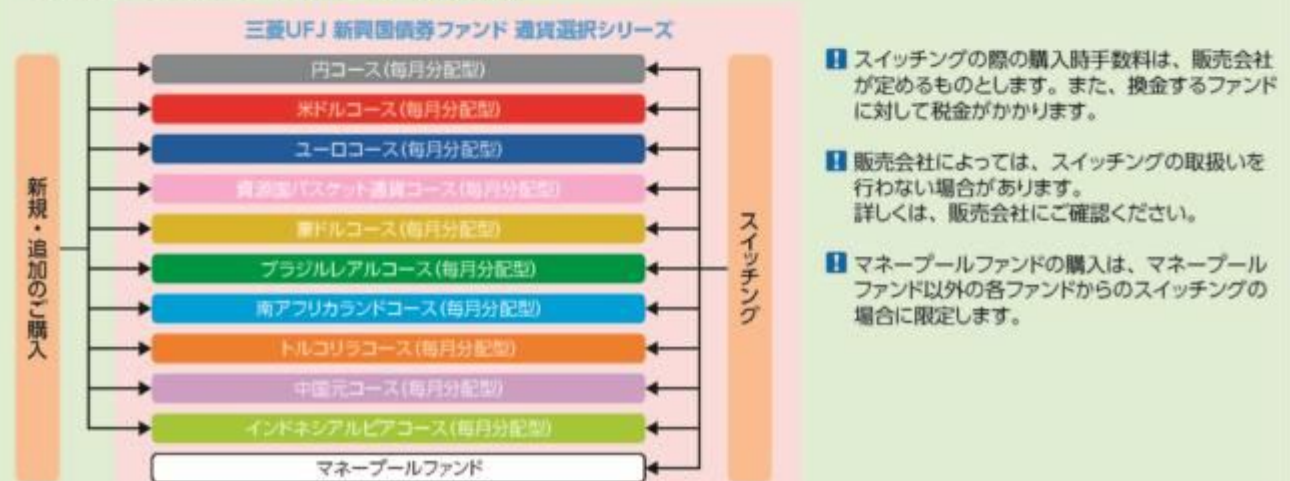 三菱UFJ 新興国債券ファンド 通貨選択シリーズ
新規・追加のご購入
円コース(毎月分配型)
米ドルコース(毎月分配型)
ユーロコース(毎月分配型)
資源国バスケット通貨コース(毎月分配型)
豪ドルコース(毎月分配型)
ブラジルレアルコース(毎月分配型)
南アフリカランドコース(毎月分配型)
トルコリラコース(毎月分配型)
中国元コース(毎月分配型)
インドネシアルピアコース(毎月分配型)
マネープールファンド
スイッチング
! スイッチングの際の購入時手数料は、販売会社
が定めるものとします。また、換金するファンド
に対して税金がかかります。
! 販売会社によっては、スイッチングの取扱いを
行わない場合があります。
詳しくは、販売会社にご確認ください。
! マネープールファンドの購入は、マネープール
ファンド以外の各ファンドからのスイッチングの
場合に限定します。